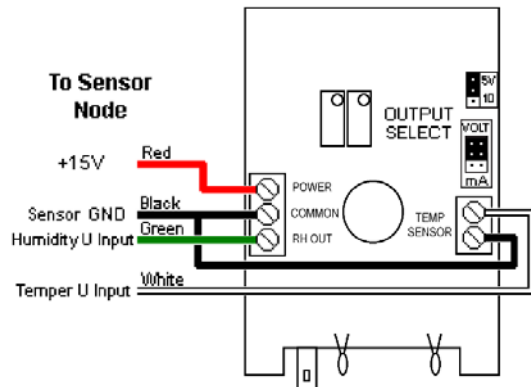 To Sensor
Node
+15V
Red
Sensor GND
Black
Humidity U Input
Green
Temper U Input
White
POWER
COMMON
RH OUT
OUTPUT
SELECT
5V
10
VOLT
mA
TEMP
SENSOR